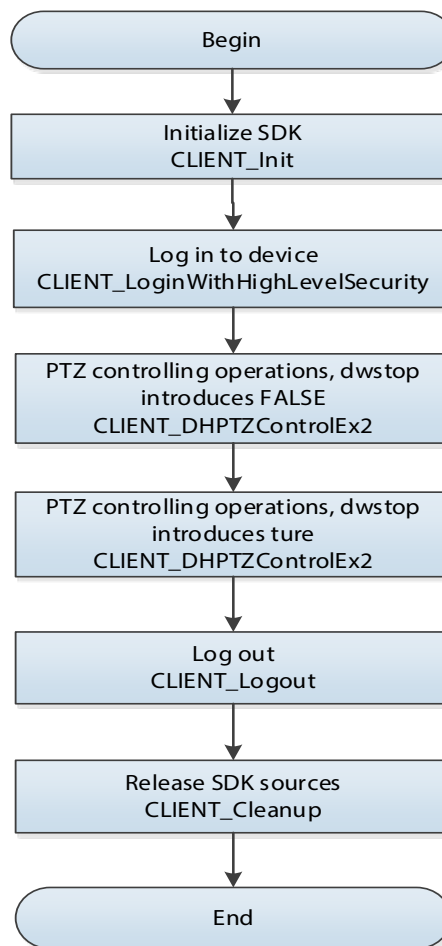 Begin
Initialize SDK
CLIENT_Init
Log in to device
CLIENT_LoginWithHighLevelSecurity
PTZ controlling operations, dwstop
introduces FALSE
CLIENT_DHPTZControlEx2
PTZ controlling operations, dwstop
introduces ture
CLIENT_DHPTZControlEx2
Log out
CLIENT_Logout
Release SDK sources
CLIENT_Cleanup
End